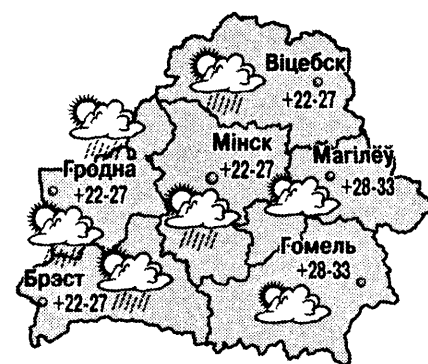 Віцебск
+22-27
Мінск
+22-27
Магілёў
+28-33
Гродна
+22-27
Гомель
+28-33
Брэст
+22-27